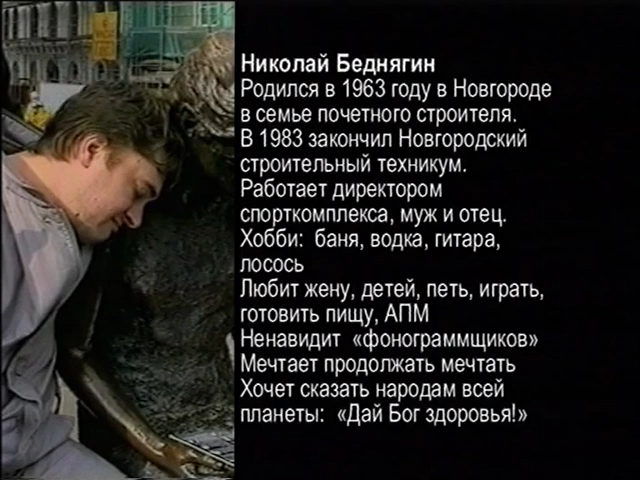 Николай Беднягин
Родился в 1963 году в Новгороде
в семье почетного строителя.
В 1983 закончил Новгородский
строительный техникум.
Работает директором
спорткомплекса, муж и отец.
Хобби:  баня, водка, гитара,
лосось
Любит жену, детей, петь, играть,
готовить пищу, АПМ
Ненавидит  «фонограммщиков»
Мечтает продолжать мечтать
Хочет сказать народам всей
планеты:  «Дай Бог здоровья!»